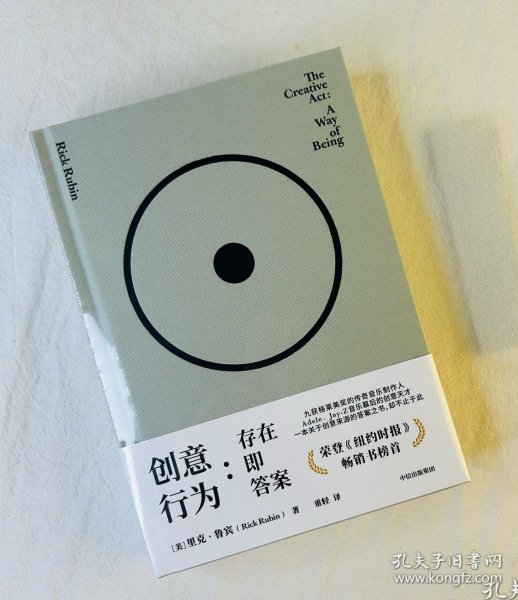 The
Creative
Act:
A
Way
of
Being
Rick Rubin
九获格莱美奖的传奇音乐制作人
Adele、Jay-Z音乐幕后的创意天才
一本关于创意来源的答案之书，却不止于此
创意
行为：
存在
即
答案
荣登《纽约时报》
畅销书榜首
[美]里克·鲁宾（Rick Rubin） 著
重轻 译
中信出版集团
孔夫子旧书网
www.kongfz.com
孔夫